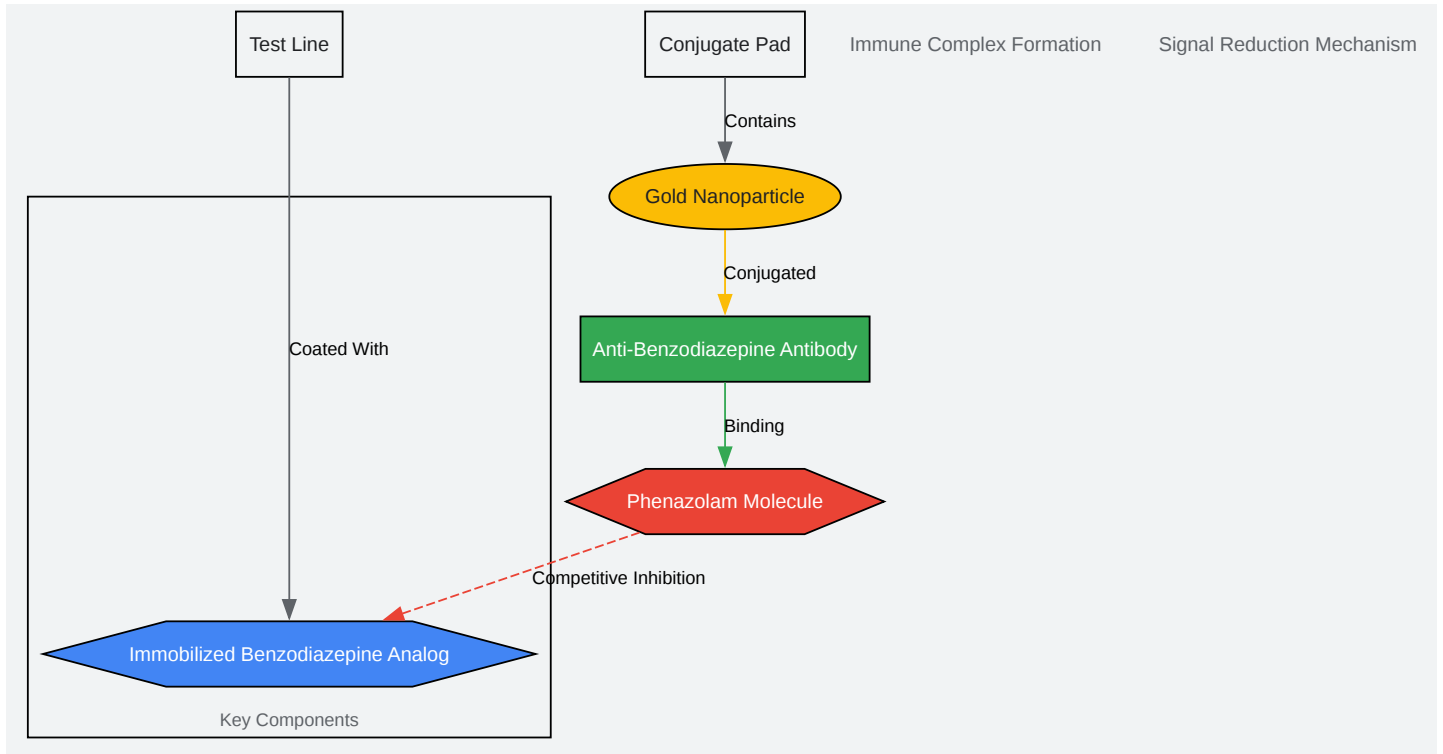 Test Line
Conjugate Pad
Immune Complex Formation
Signal Reduction Mechanism
Contains
Gold Nanoparticle
Conjugated
Coated With
Anti-Benzodiazepine Antibody
Binding
Phenazolam Molecule
Competitive Inhibition
Immobilized Benzodiazepine Analog
Key Components